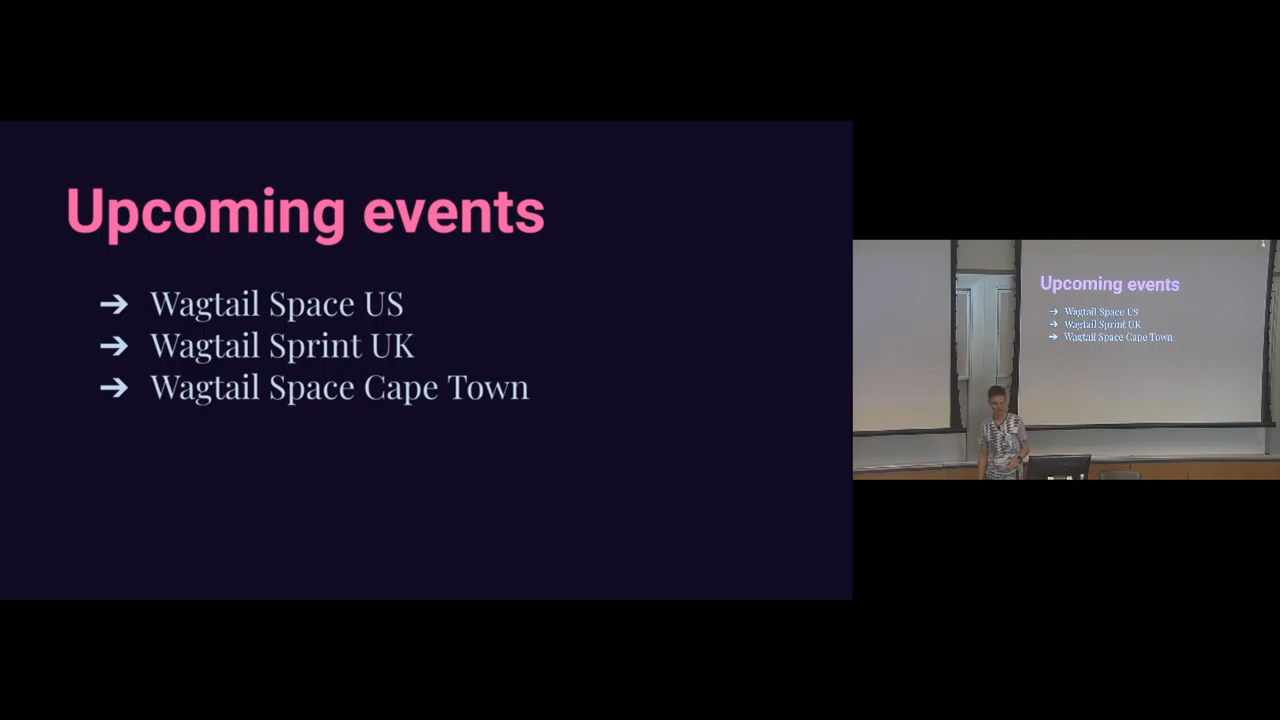 Upcoming events
➔ Wagtail Space US
➔ Wagtail Sprint UK
➔ Wagtail Space Cape Town
Upcoming events
➔ Wagtail Space US
➔ Wagtail Sprint UK
➔ Wagtail Space Cape Town